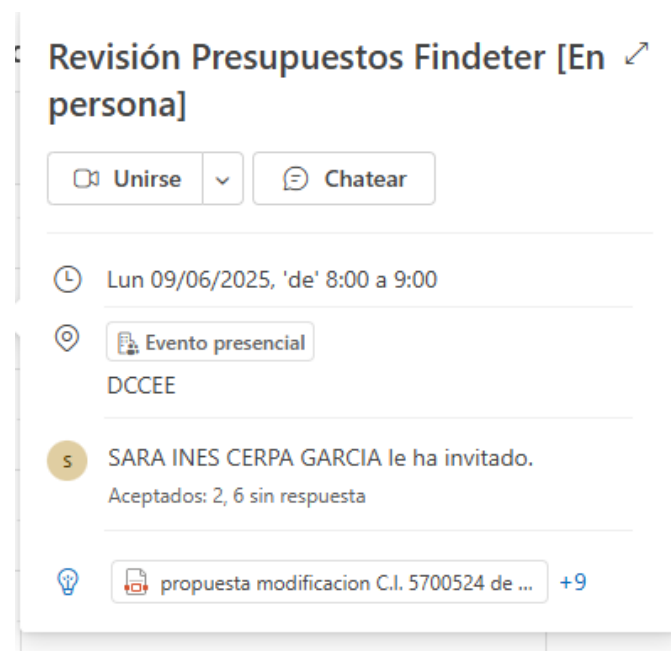 Revisión Presupuestos Findeter [En
persona]
Unirse
Chatear
Lun 09/06/2025, 'de' 8:00 a 9:00
Evento presencial
DCCEE
S
SARA INES CERPA GARCIA le ha invitado.
Aceptados: 2, 6 sin respuesta
propuesta modificacion C.I. 5700524 de ... +9